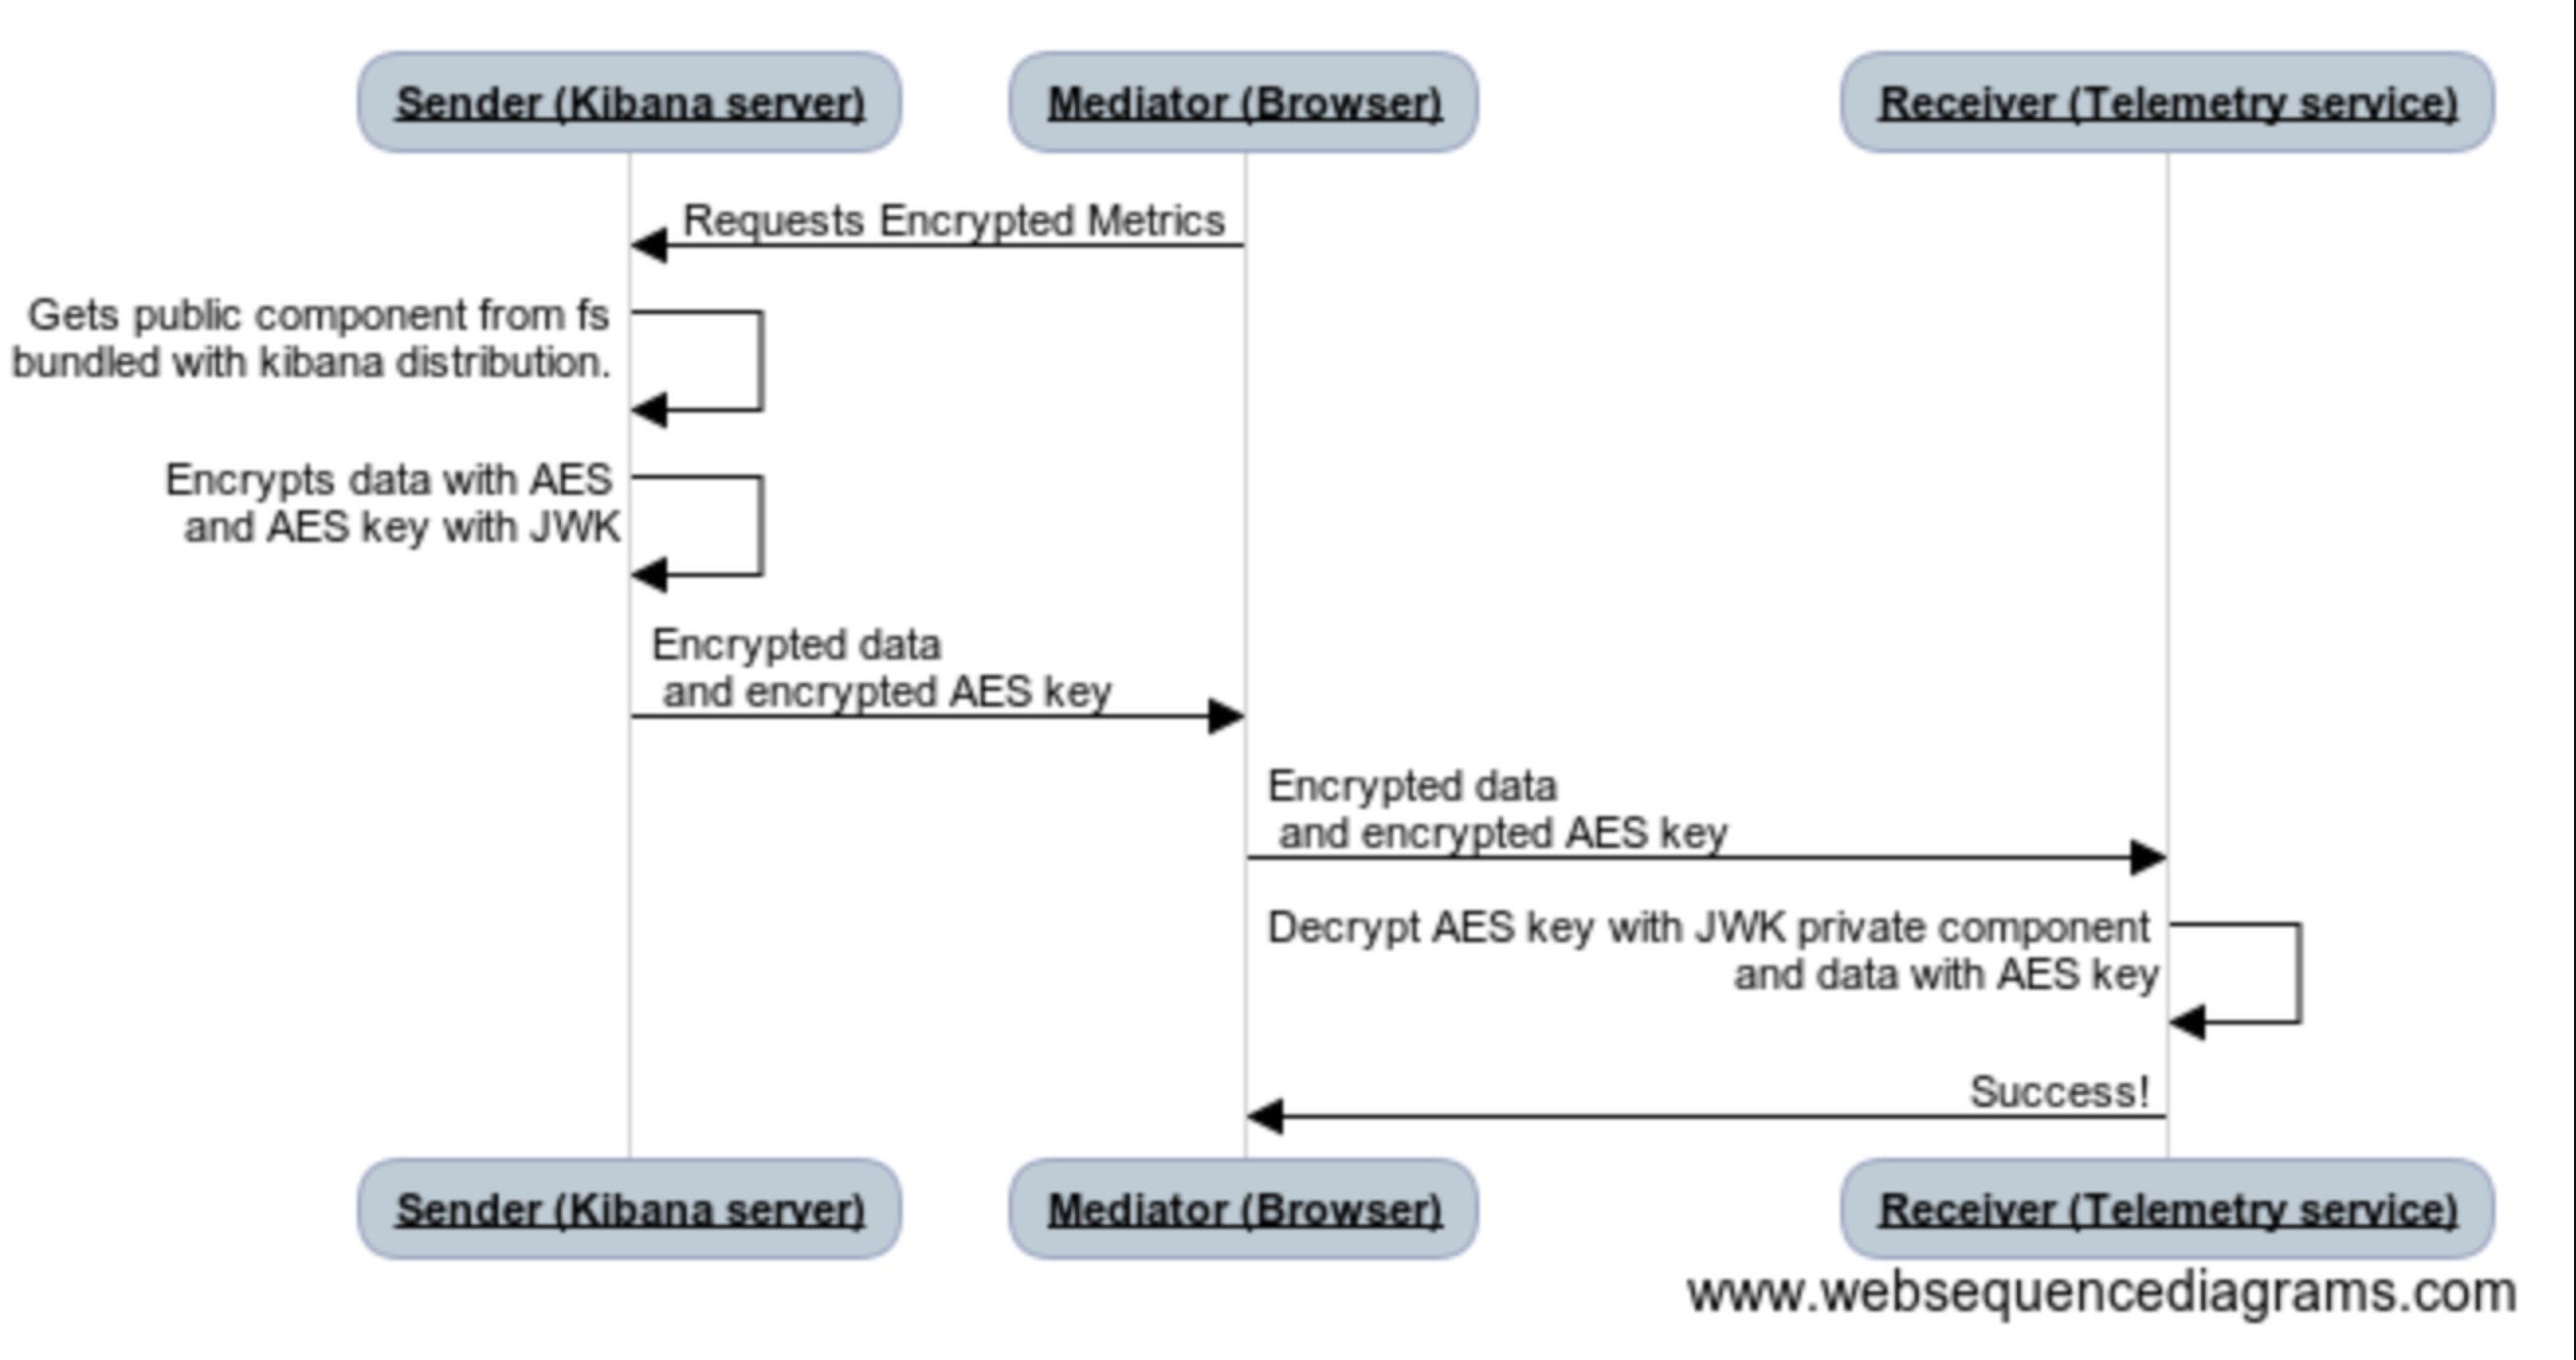 Sender (Kibana server)
Mediator (Browser)
Receiver (Telemetry service)
Requests Encrypted Metrics
Gets public component from fs
bundled with kibana distribution.
Encrypts data with AES
and AES key with JWK
Encrypted data
and encrypted AES key
Encrypted data
and encrypted AES key
Decrypt AES key with JWK private component
and data with AES key
Success!
Sender (Kibana server)
Mediator (Browser)
Receiver (Telemetry service)
www.websequencediagrams.com